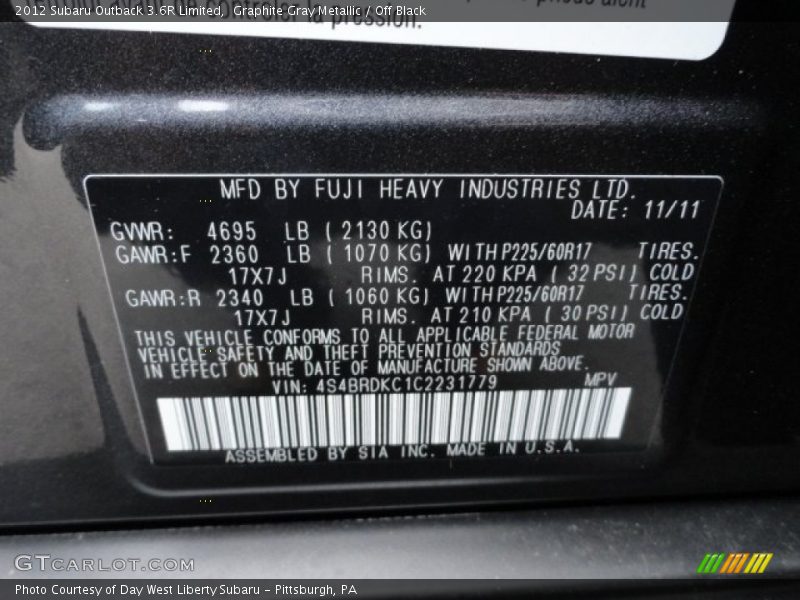 2012 Subaru Outback 3.6R Limited, Graphite Gray Metallic / Off Black
de contrôler la pression.
MFD BY FUJI HEAVY INDUSTRIES LTD.
DATE: 11/11
GVWR: 4695 LB ( 2130 KG)
GAWR:F 2360 LB ( 1070 KG) WITH P225/60R17 TIRES.
17X7J RIMS. AT 220 KPA ( 32 PSI) COLD
GAWR:R 2340 LB ( 1060 KG) WITH P225/60R17 TIRES.
17X7J RIMS. AT 210 KPA ( 30 PSI) COLD
THIS VEHICLE CONFORMS TO ALL APPLICABLE FEDERAL MOTOR
VEHICLE SAFETY AND THEFT PREVENTION STANDARDS
IN EFFECT ON THE DATE OF MANUFACTURE SHOWN ABOVE.
VIN: 4S4BRDKC1C2231779 MPV
ASSEMBLED BY SIA INC. MADE IN U.S.A.
GTCARLOT.COM
Photo Courtesy of Day West Liberty Subaru - Pittsburgh, PA